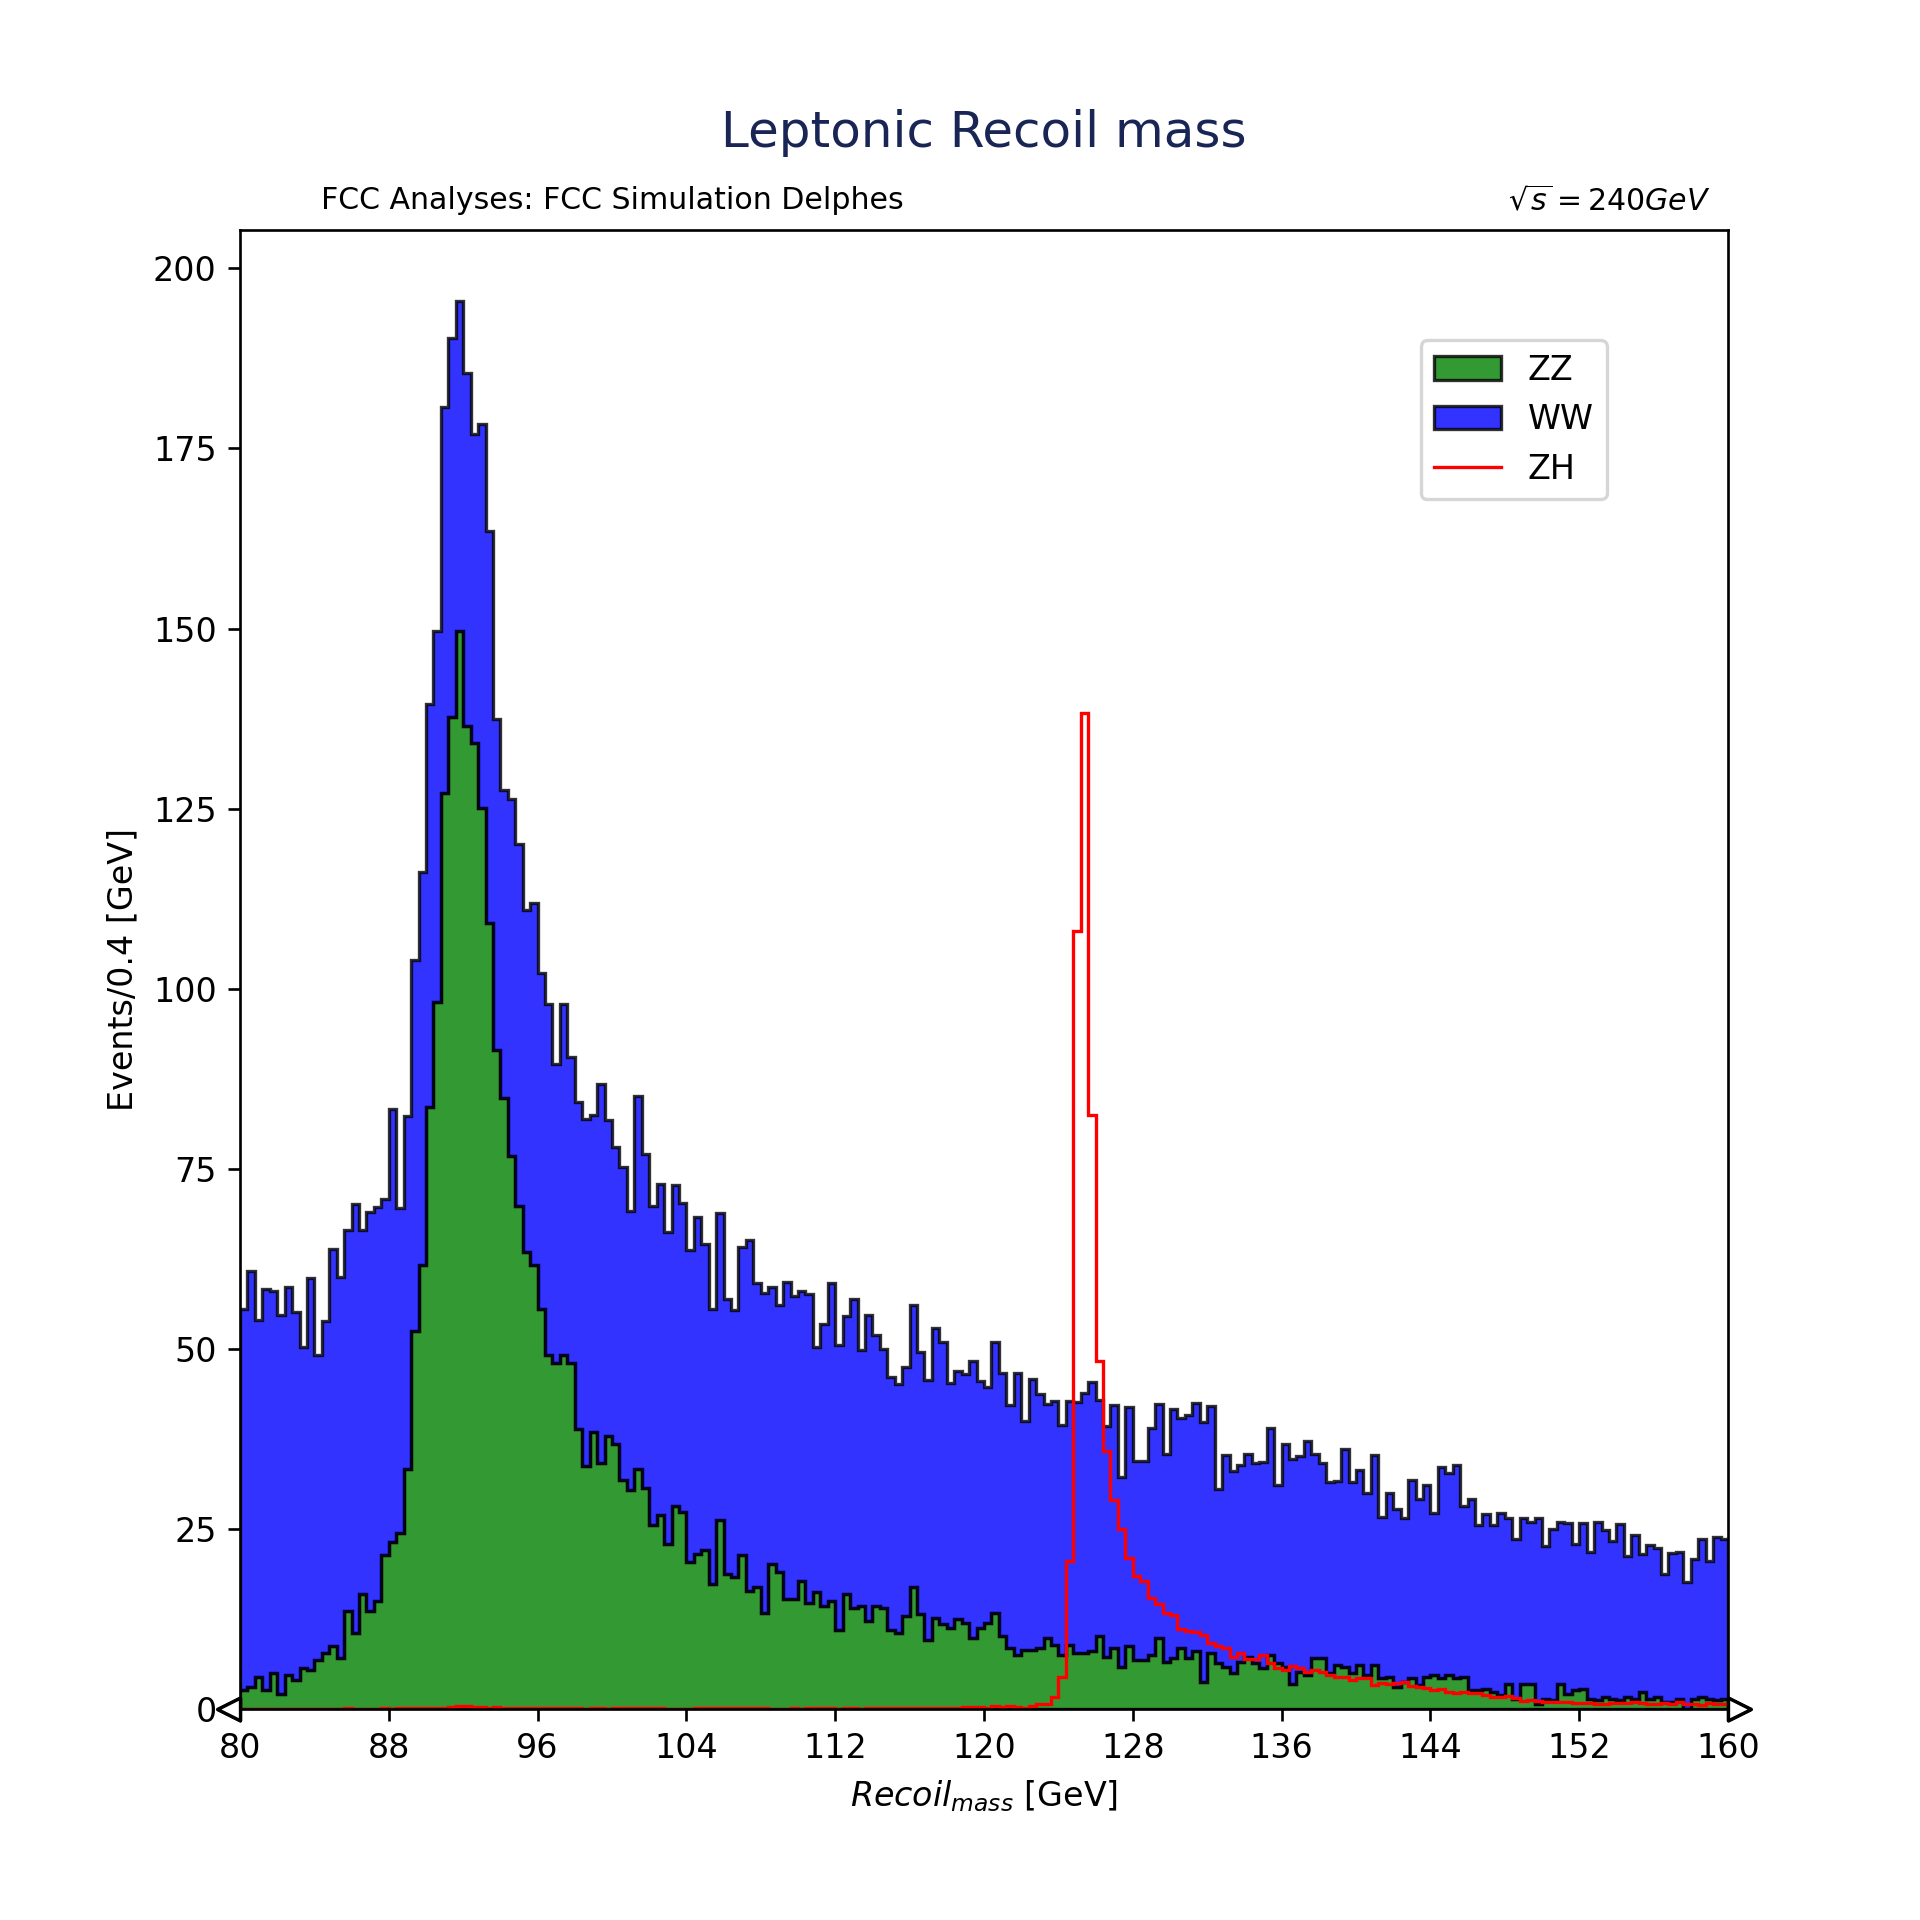 Leptonic Recoil mass
FCC Analyses: FCC Simulation Delphes
√s = 240GeV
200
175
150
125
100
75
50
25
0
Events/0.4 [GeV]
ZZ
WW
ZH
80 88 96 104 112 120 128 136 144 152 160
Recoil_mass [GeV]